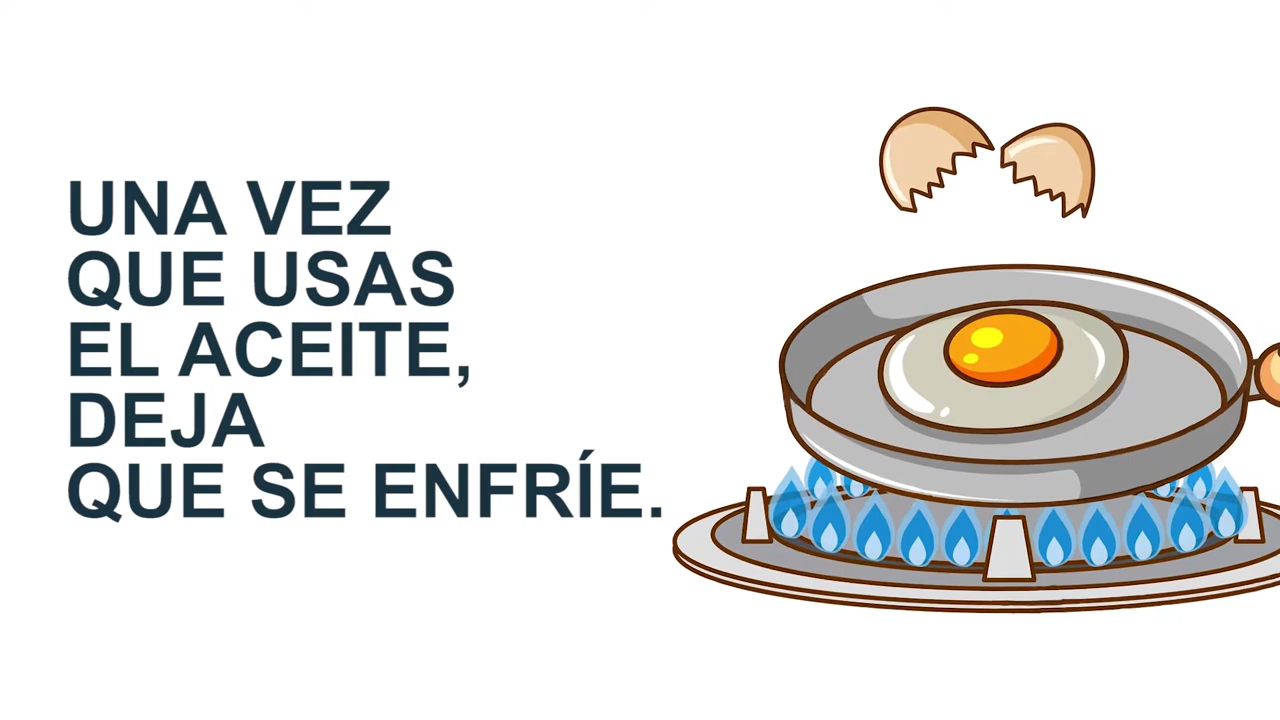 UNA VEZ
QUE USAS
EL ACEITE,
DEJA
QUE SE ENFRÍE.